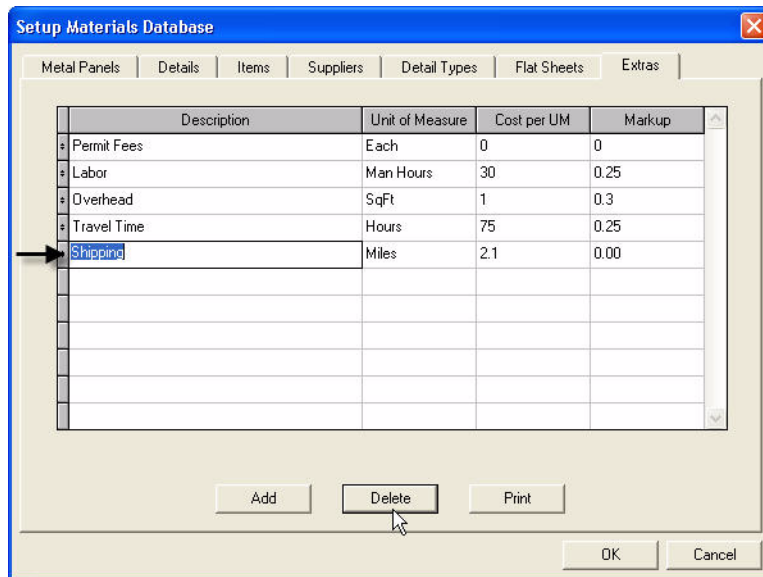 Setup Materials Database
Metal Panels Details Items Suppliers Detail Types Flat Sheets Extras
Description Unit of Measure Cost per UM Markup
Permit Fees Each 0 0
Labor Man Hours 30 0.25
Overhead SqFt 1 0.3
Travel Time Hours 75 0.25
Shipping Miles 2.1 0.00
Add Delete Print
OK Cancel